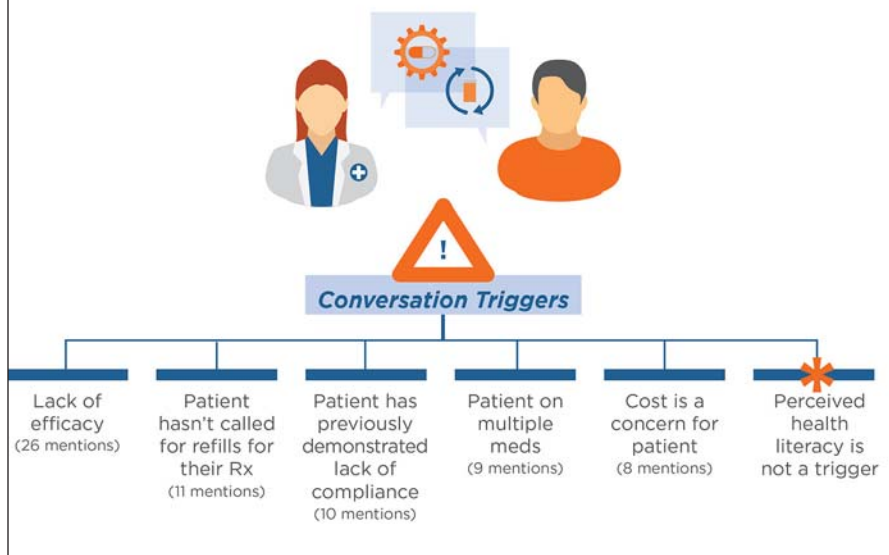 !
Conversation Triggers
Lack of
efficacy
(26 mentions)
Patient
hasn't called
for refills for
their Rx
(11 mentions)
Patient has
previously
demonstrated
lack of
compliance
(10 mentions)
Patient on
multiple
meds
(9 mentions)
Cost is a
concern for
patient
(8 mentions)
Perceived
health
literacy is
not a trigger